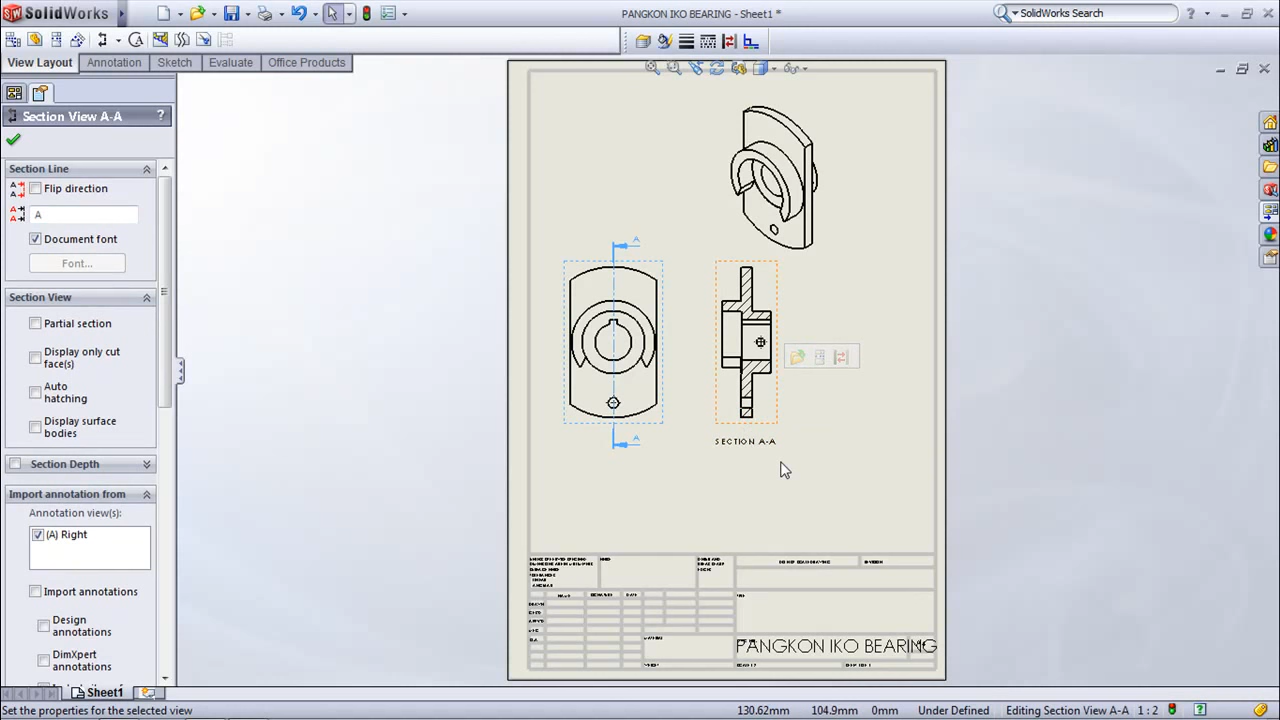 SolidWorks
PANGKON IKO BEARING - Sheet1 *
SolidWorks Search
?
View Layout
Annotation
Sketch
Evaluate
Office Products
Section View A-A
?
Section Line
Flip direction
A
Document font
Font...
Section View
Partial section
Display only cut
face(s)
Auto
hatching
Display surface
bodies
Section Depth
Import annotation from
Annotation view(s):
(A) Right
Import annotations
Design
annotations
DimXpert
annotations
A
A
SECTION A-A
PANGKON IKO BEARING
Sheet1
Set the properties for the selected view
130.62mm
104.9mm
0mm
Under Defined
Editing Section View A-A
1 : 2
?